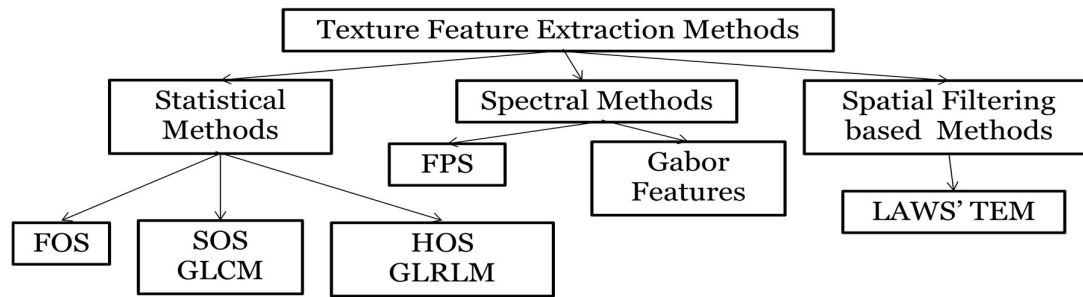 Texture Feature Extraction Methods
Statistical
Methods
Spectral Methods
Spatial Filtering
based Methods
FPS
Gabor
Features
LAWS’ TEM
FOS
SOS
GLCM
HOS
GLRLM